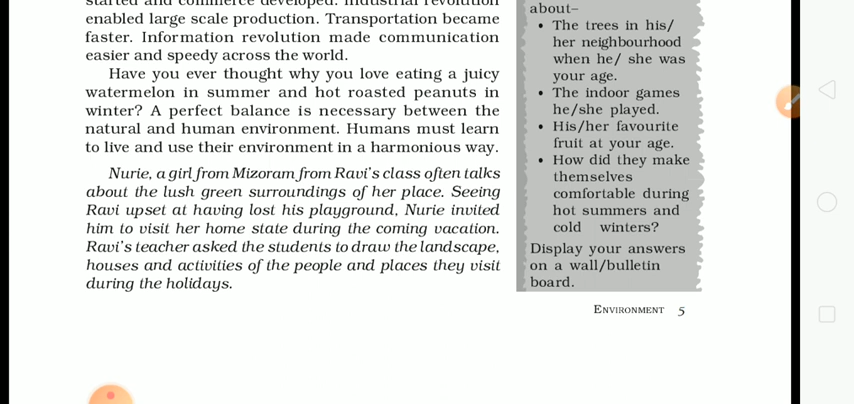 started and commerce developed. Industrial revolution
enabled large scale production. Transportation became
faster. Information revolution made communication
easier and speedy across the world.
Have you ever thought why you love eating a juicy
watermelon in summer and hot roasted peanuts in
winter? A perfect balance is necessary between the
natural and human environment. Humans must learn
to live and use their environment in a harmonious way.
Nurie, a girl from Mizoram from Ravi's class often talks
about the lush green surroundings of her place. Seeing
Ravi upset at having lost his playground, Nurie invited
him to visit her home state during the coming vacation.
Ravi's teacher asked the students to draw the landscape,
houses and activities of the people and places they visit
during the holidays.
about–
• The trees in his/
her neighbourhood
when he/ she was
your age.
• The indoor games
he/she played.
• His/her favourite
fruit at your age.
• How did they make
themselves
comfortable during
hot summers and
cold winters?
Display your answers
on a wall/bulletin
board.
Environment 5